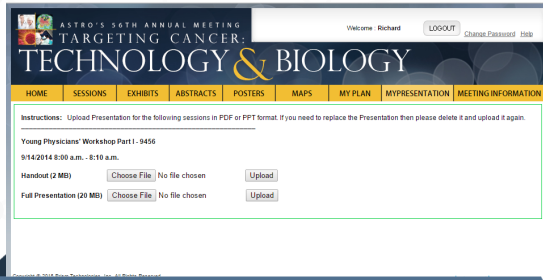 ASTRO'S 56TH ANNUAL MEETING
TARGETING CANCER:
TECHNOLOGY & BIOLOGY
Welcome : Richard LOGOUT Change Password Help
HOME SESSIONS EXHIBITS ABSTRACTS POSTERS MAPS MY PLAN MYPRESENTATION MEETING INFORMATION
Instructions: Upload Presentation for the following sessions in PDF or PPT format. If you need to replace the Presentation then please delete it and upload it again.
Young Physicians' Workshop Part I - 9456
9/14/2014 8:00 a.m. - 8:10 a.m.
Handout (2 MB) Choose File No file chosen Upload
Full Presentation (20 MB) Choose File No file chosen Upload